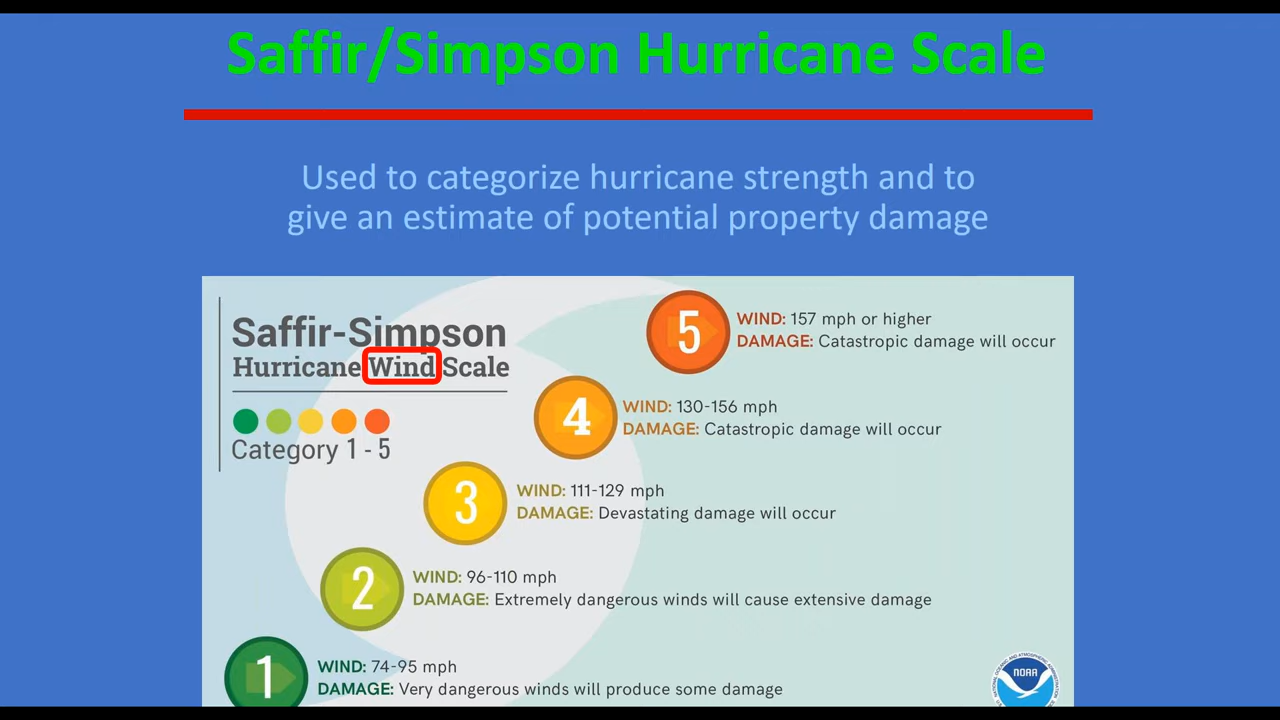 Saffir/Simpson Hurricane Scale
Used to categorize hurricane strength and to
give an estimate of potential property damage
Saffir-Simpson
Hurricane Wind Scale
Category 1 - 5
5
WIND: 157 mph or higher
DAMAGE: Catastropic damage will occur
4
WIND: 130-156 mph
DAMAGE: Catastropic damage will occur
3
WIND: 111-129 mph
DAMAGE: Devastating damage will occur
2
WIND: 96-110 mph
DAMAGE: Extremely dangerous winds will cause extensive damage
1
WIND: 74-95 mph
DAMAGE: Very dangerous winds will produce some damage
NOAA